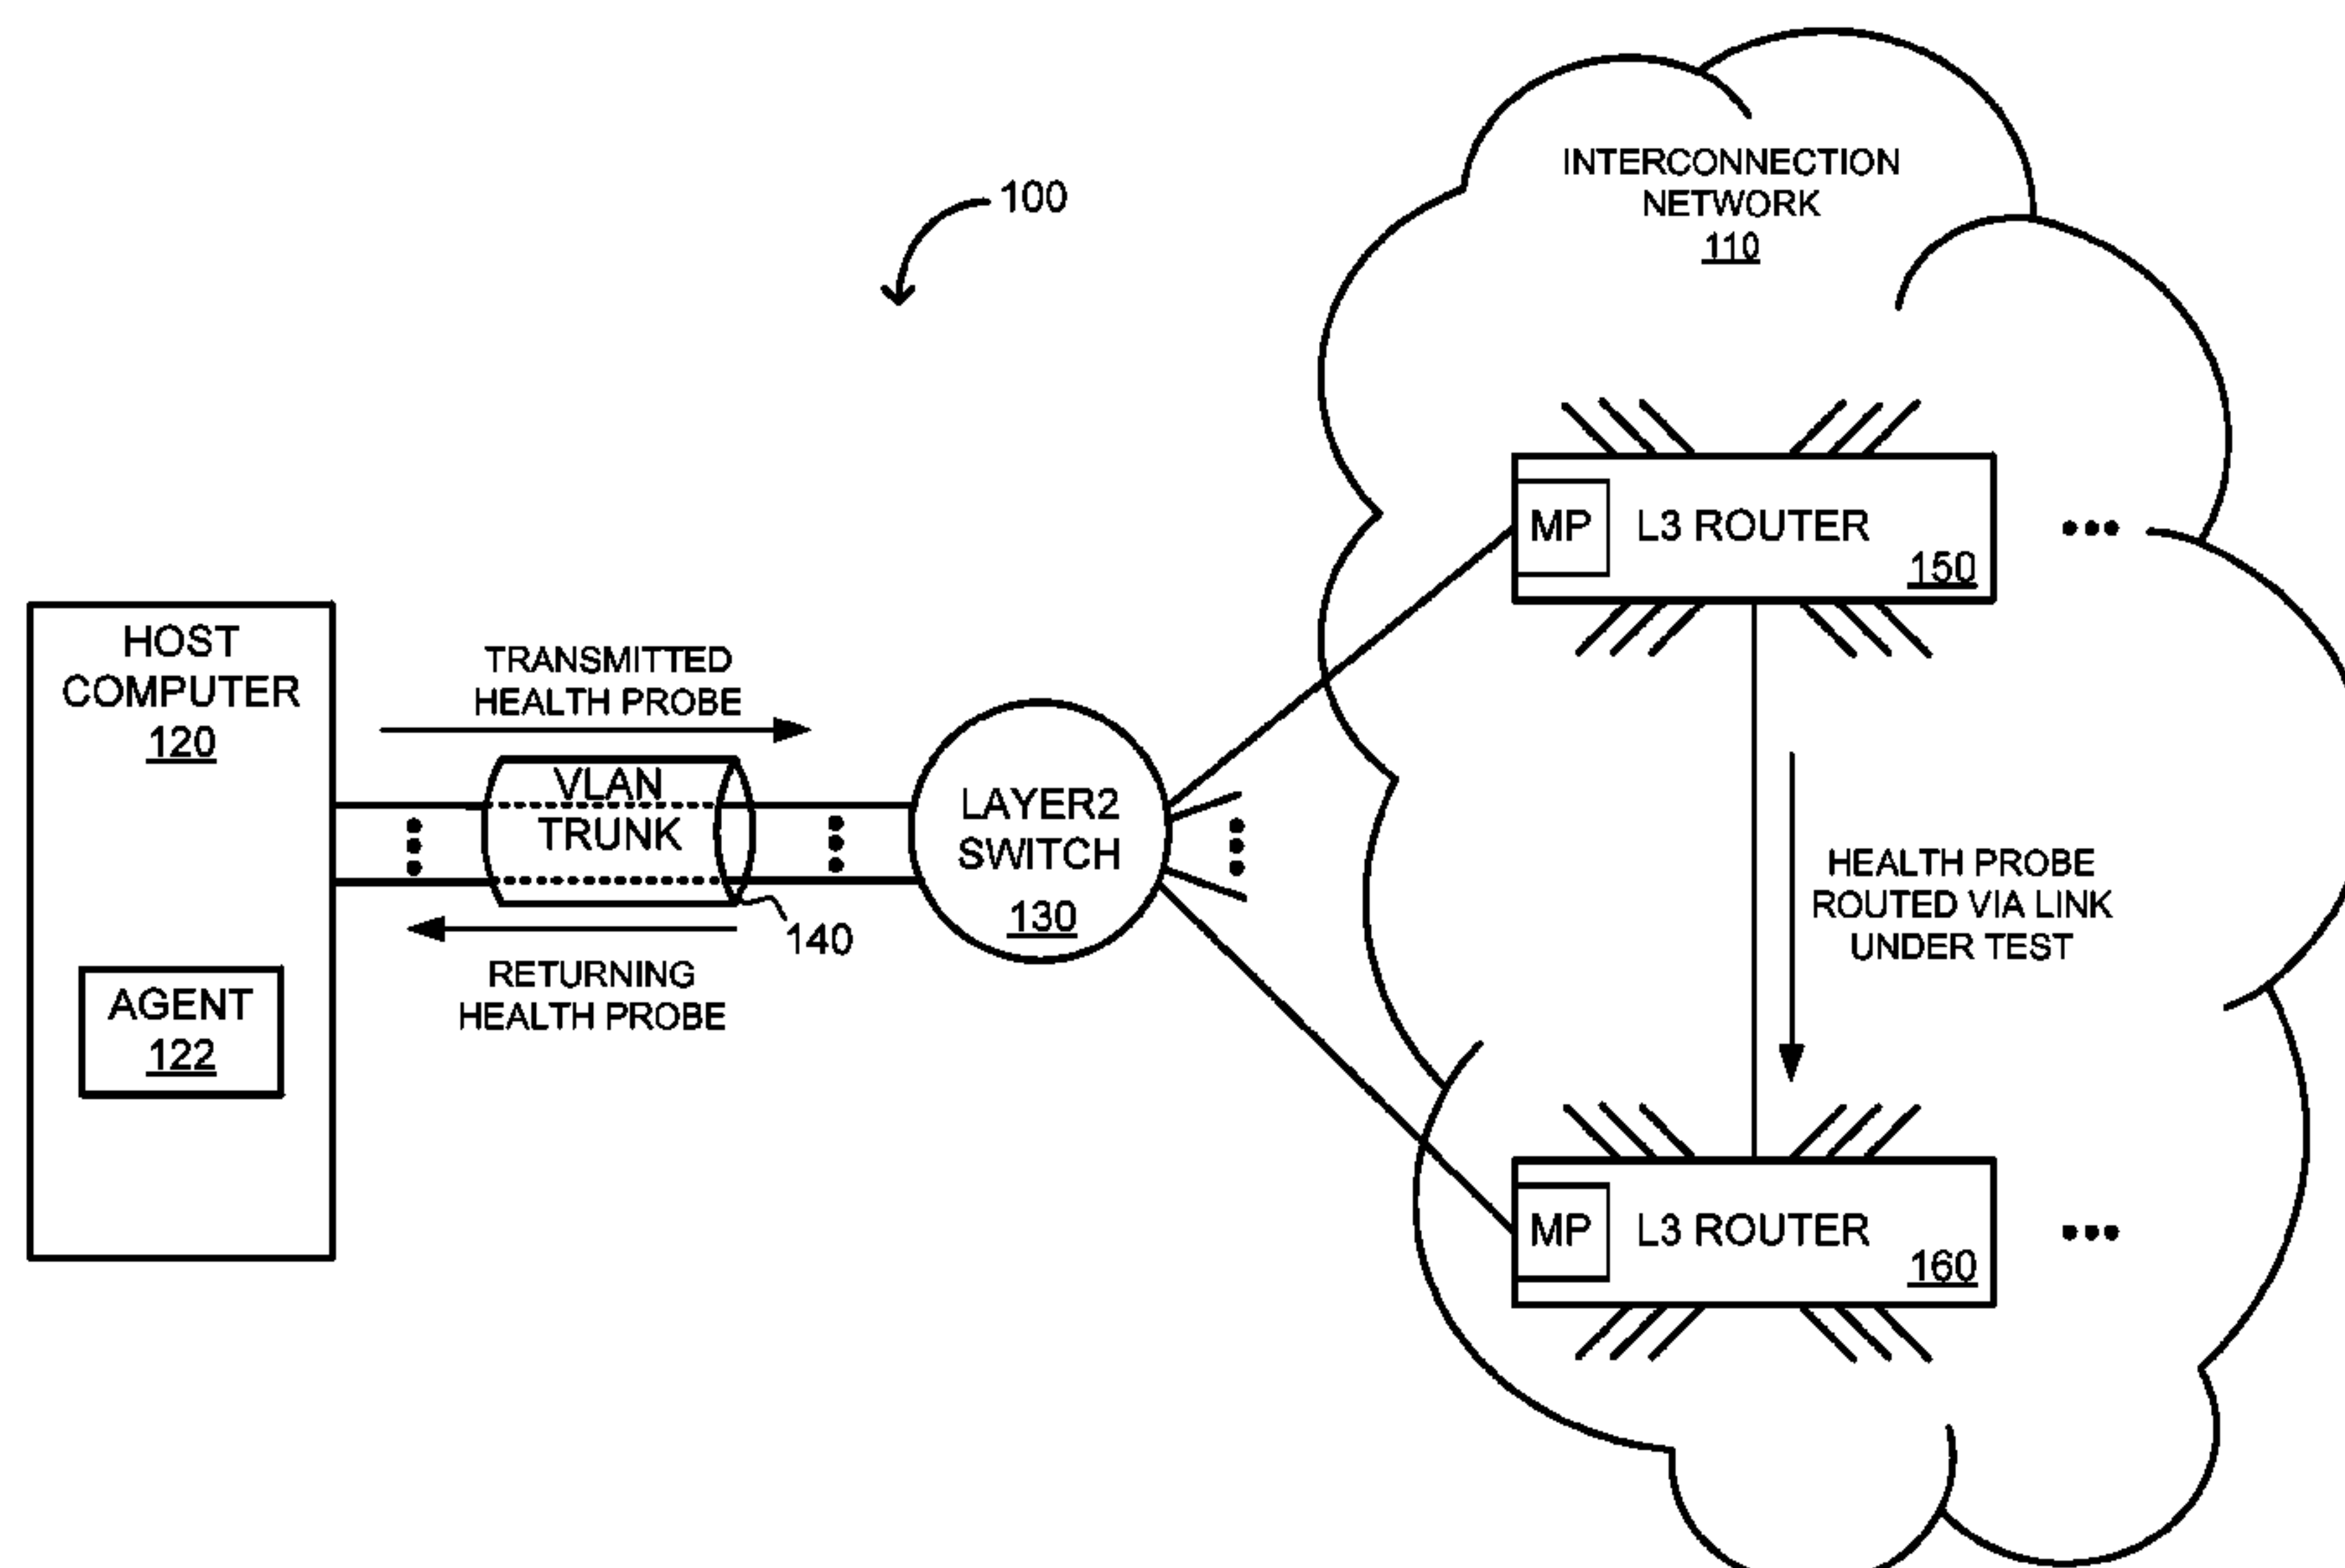 100
INTERCONNECTION
NETWORK
110
MP
L3 ROUTER
150
HOST
COMPUTER
120
AGENT
122
TRANSMITTED
HEALTH PROBE
VLAN
TRUNK
140
RETURNING
HEALTH PROBE
LAYER2
SWITCH
130
HEALTH PROBE
ROUTED VIA LINK
UNDER TEST
MP
L3 ROUTER
160